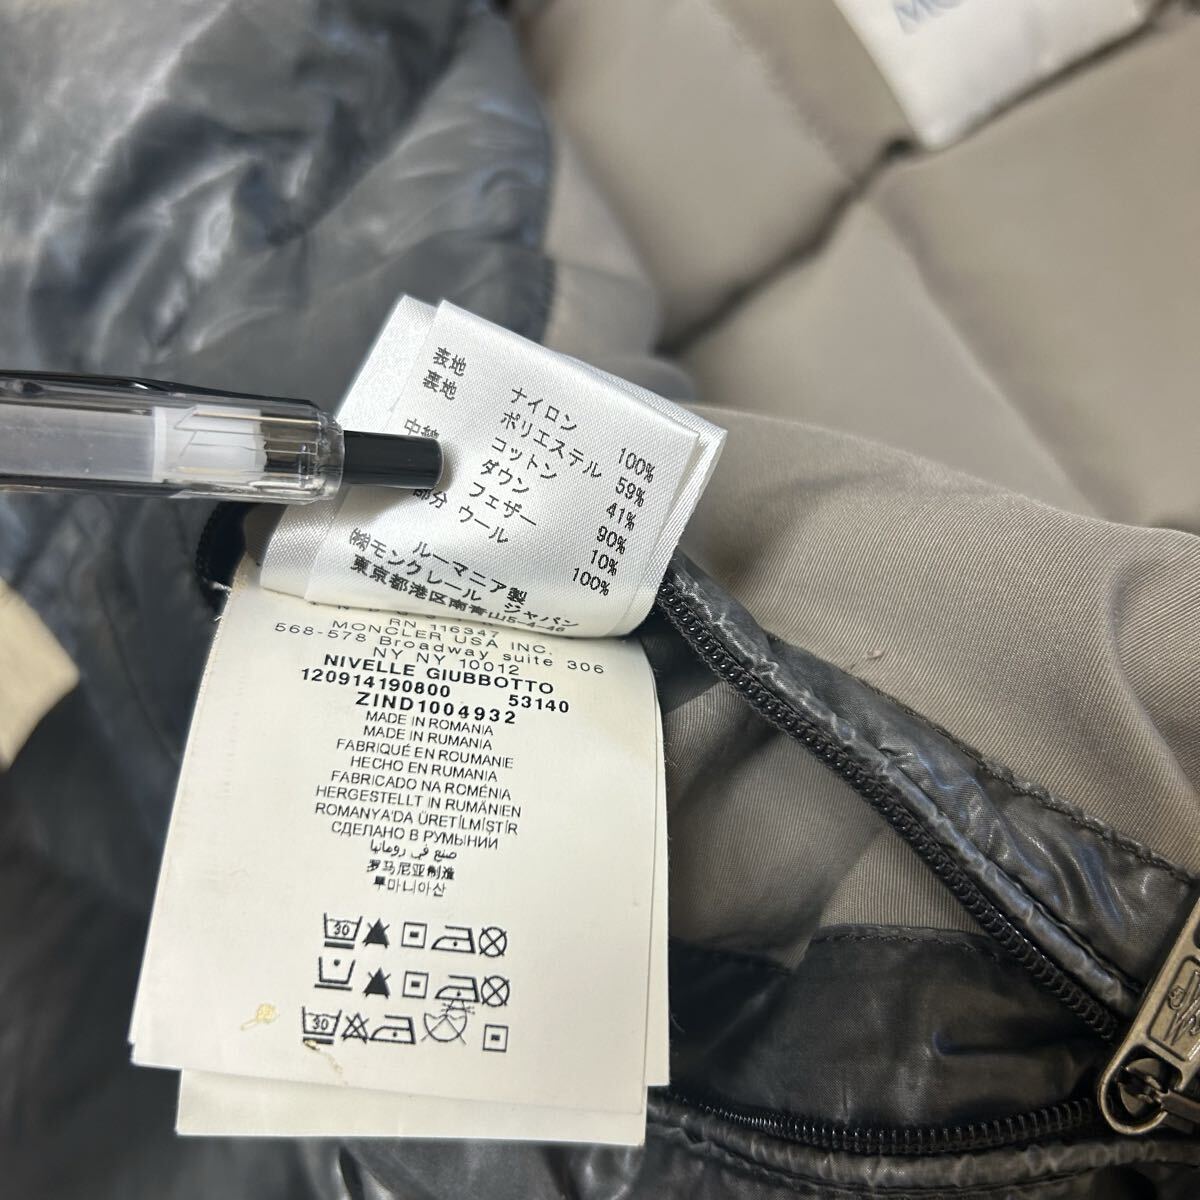 表地 ナイロン 100%
裏地 ポリエステル 59%
コットン 41%
中綿 ダウン 90%
フェザー 10%
部分 ウール 100%
ルーマニア製
㈱モンクレール ジャパン
東京都港区南青山5-4-46
RN 116347
MONCLER USA INC.
568-578 Broadway suite 306
NY NY 10012
NIVELLE GIUBBOTTO
120914190800 53140
ZIND1004932
MADE IN ROMANIA
MADE IN RUMANIA
FABRIQUÉ EN ROUMANIE
HECHO EN RUMANIA
FABRICADO NA ROMÉNIA
HERGESTELLT IN RUMÄNIEN
ROMANYA'DA ÜRETİLMİŞTİR
СДЕЛАНО В РУМЫНИИ
صنع في رومانيا
罗马尼亚制造
루마니아산
30
30